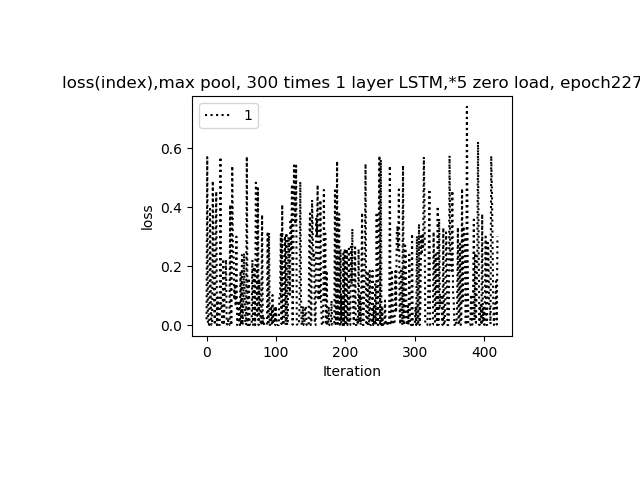 loss(index),max pool, 300 times 1 layer LSTM,*5 zero load, epoch227
1
0.6
0.4
0.2
0.0
loss
0 100 200 300 400
Iteration